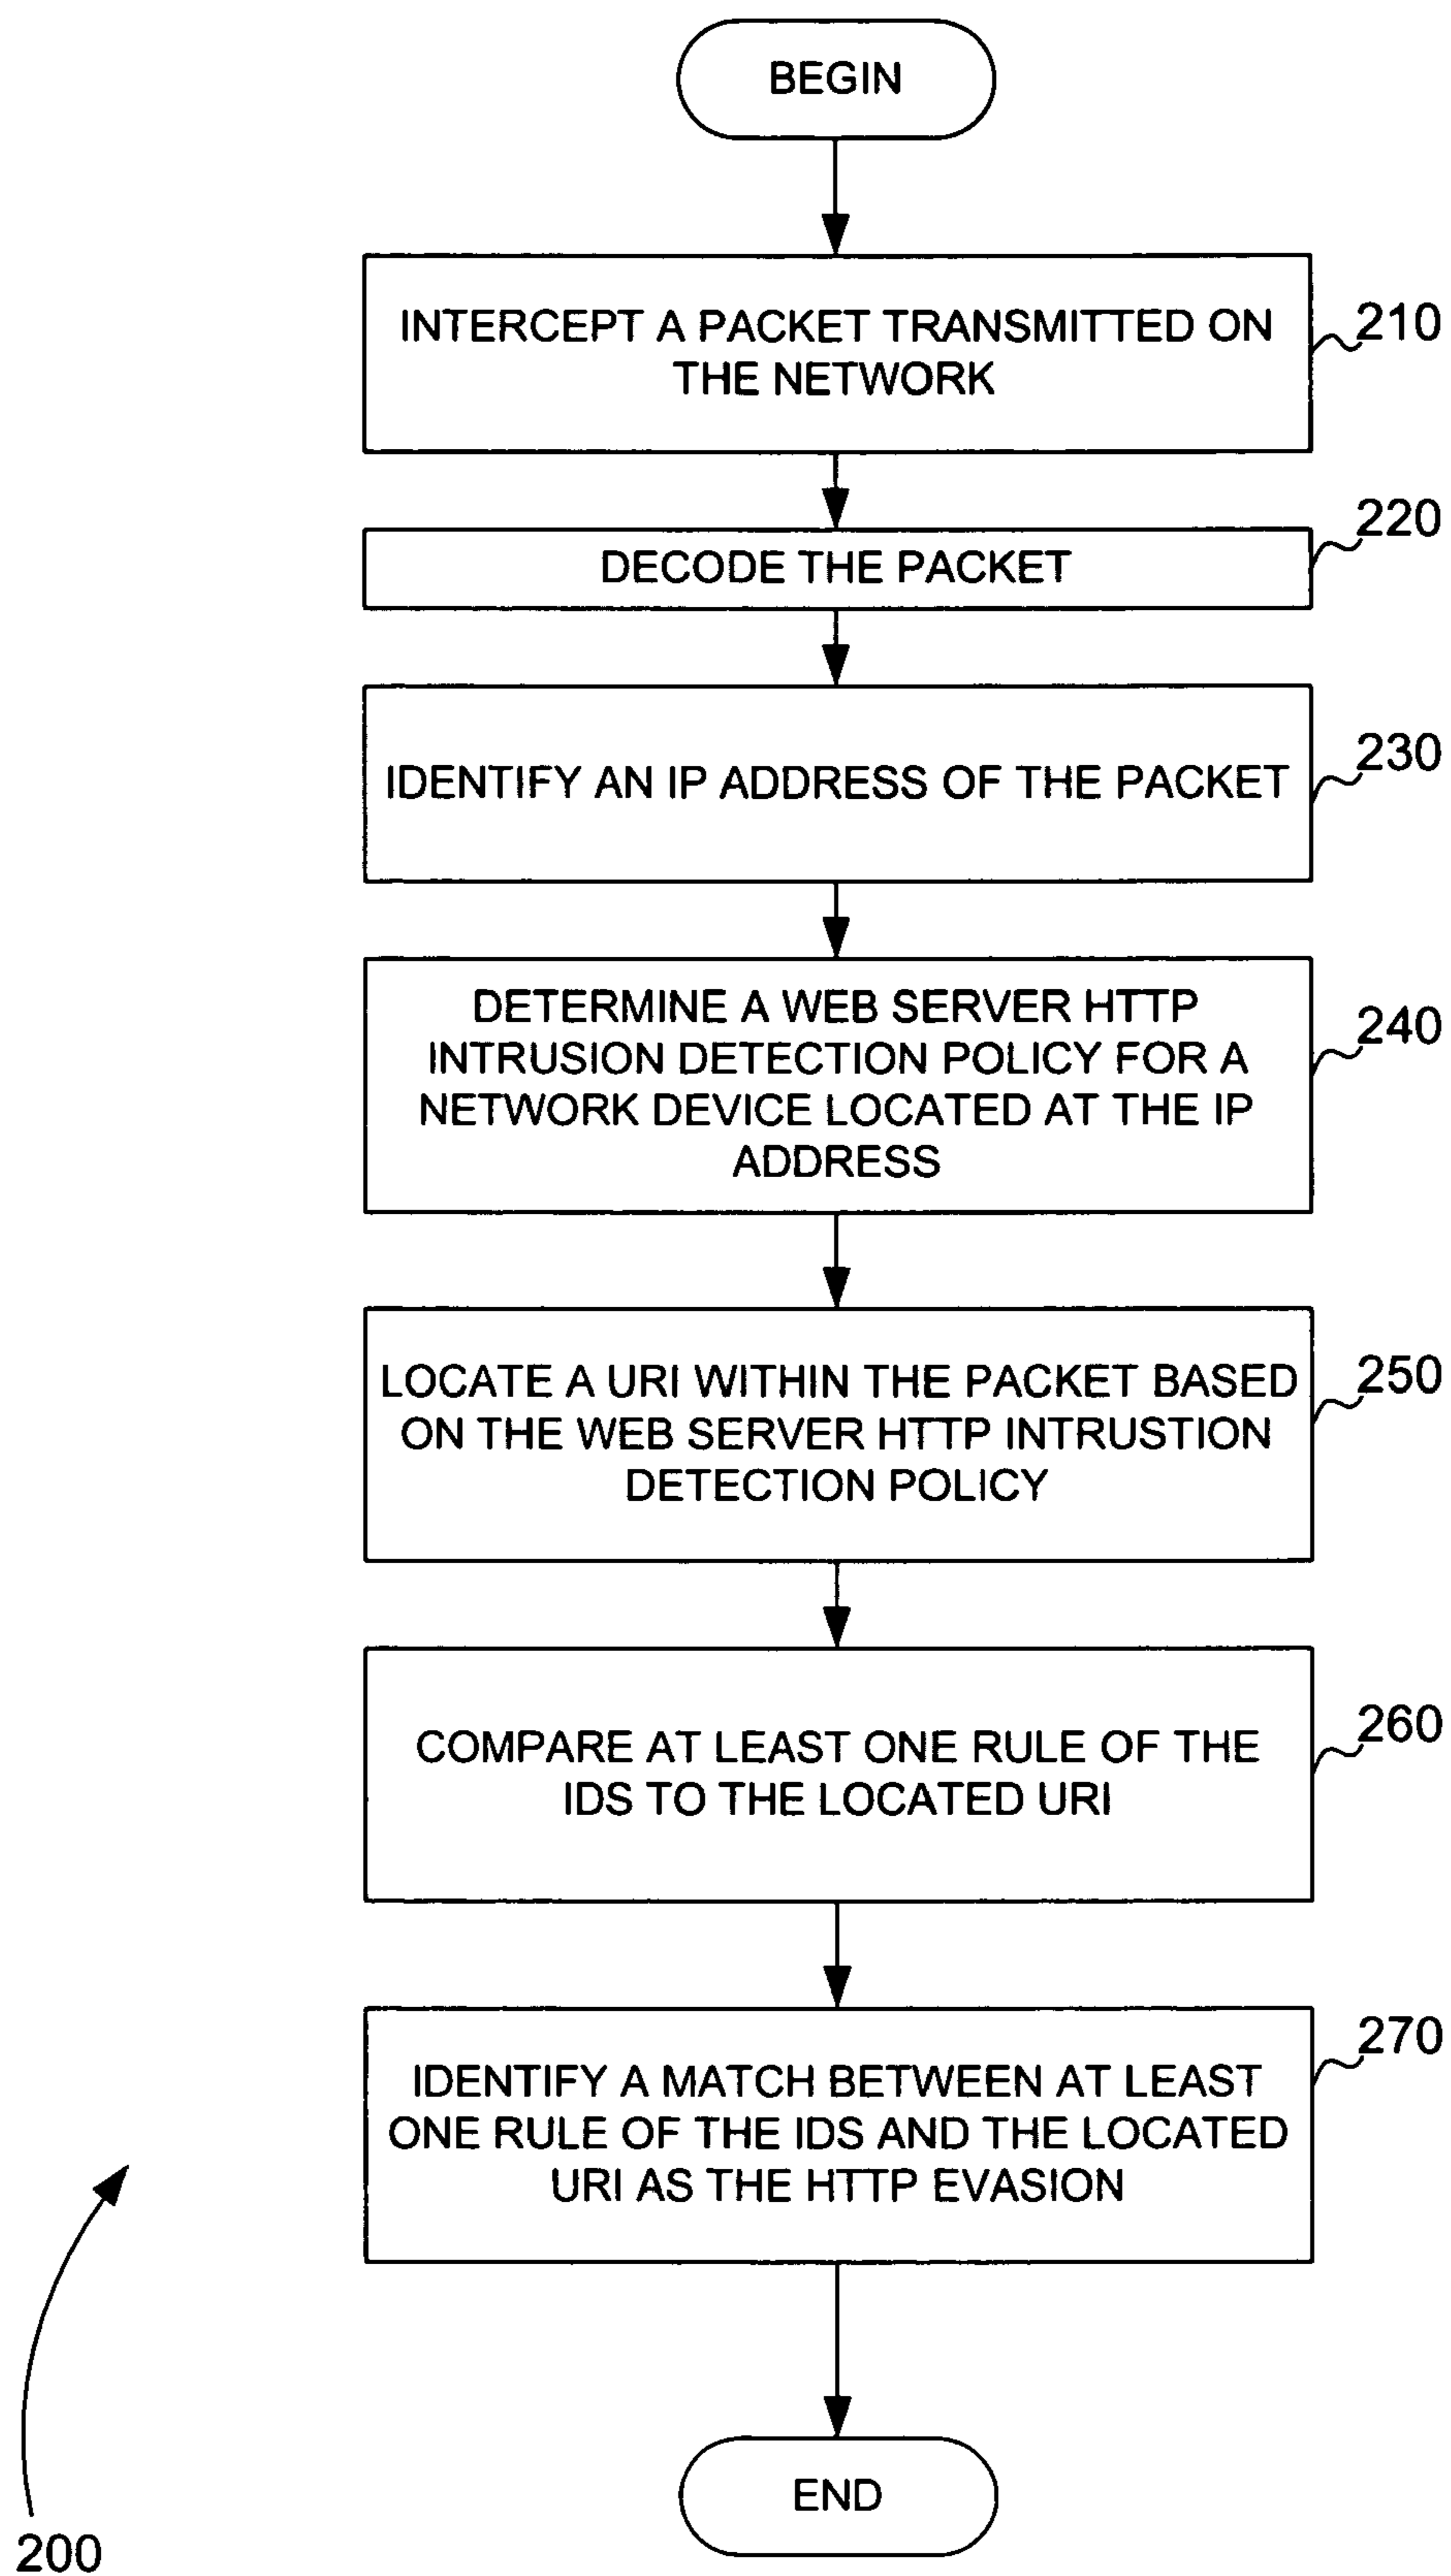 BEGIN
INTERCEPT A PACKET TRANSMITTED ON
THE NETWORK
210
DECODE THE PACKET
220
IDENTIFY AN IP ADDRESS OF THE PACKET
230
DETERMINE A WEB SERVER HTTP
INTRUSION DETECTION POLICY FOR A
NETWORK DEVICE LOCATED AT THE IP
ADDRESS
240
LOCATE A URI WITHIN THE PACKET BASED
ON THE WEB SERVER HTTP INTRUSTION
DETECTION POLICY
250
COMPARE AT LEAST ONE RULE OF THE
IDS TO THE LOCATED URI
260
IDENTIFY A MATCH BETWEEN AT LEAST
ONE RULE OF THE IDS AND THE LOCATED
URI AS THE HTTP EVASION
270
END
200